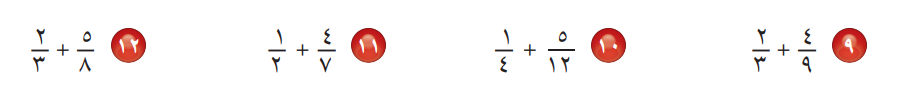 ٩ ٤/٩ + ٢/٣ ١٠ ٥/١٢ + ١/٤ ١١ ٤/٧ + ١/٢ ١٢ ٥/٨ + ٢/٣